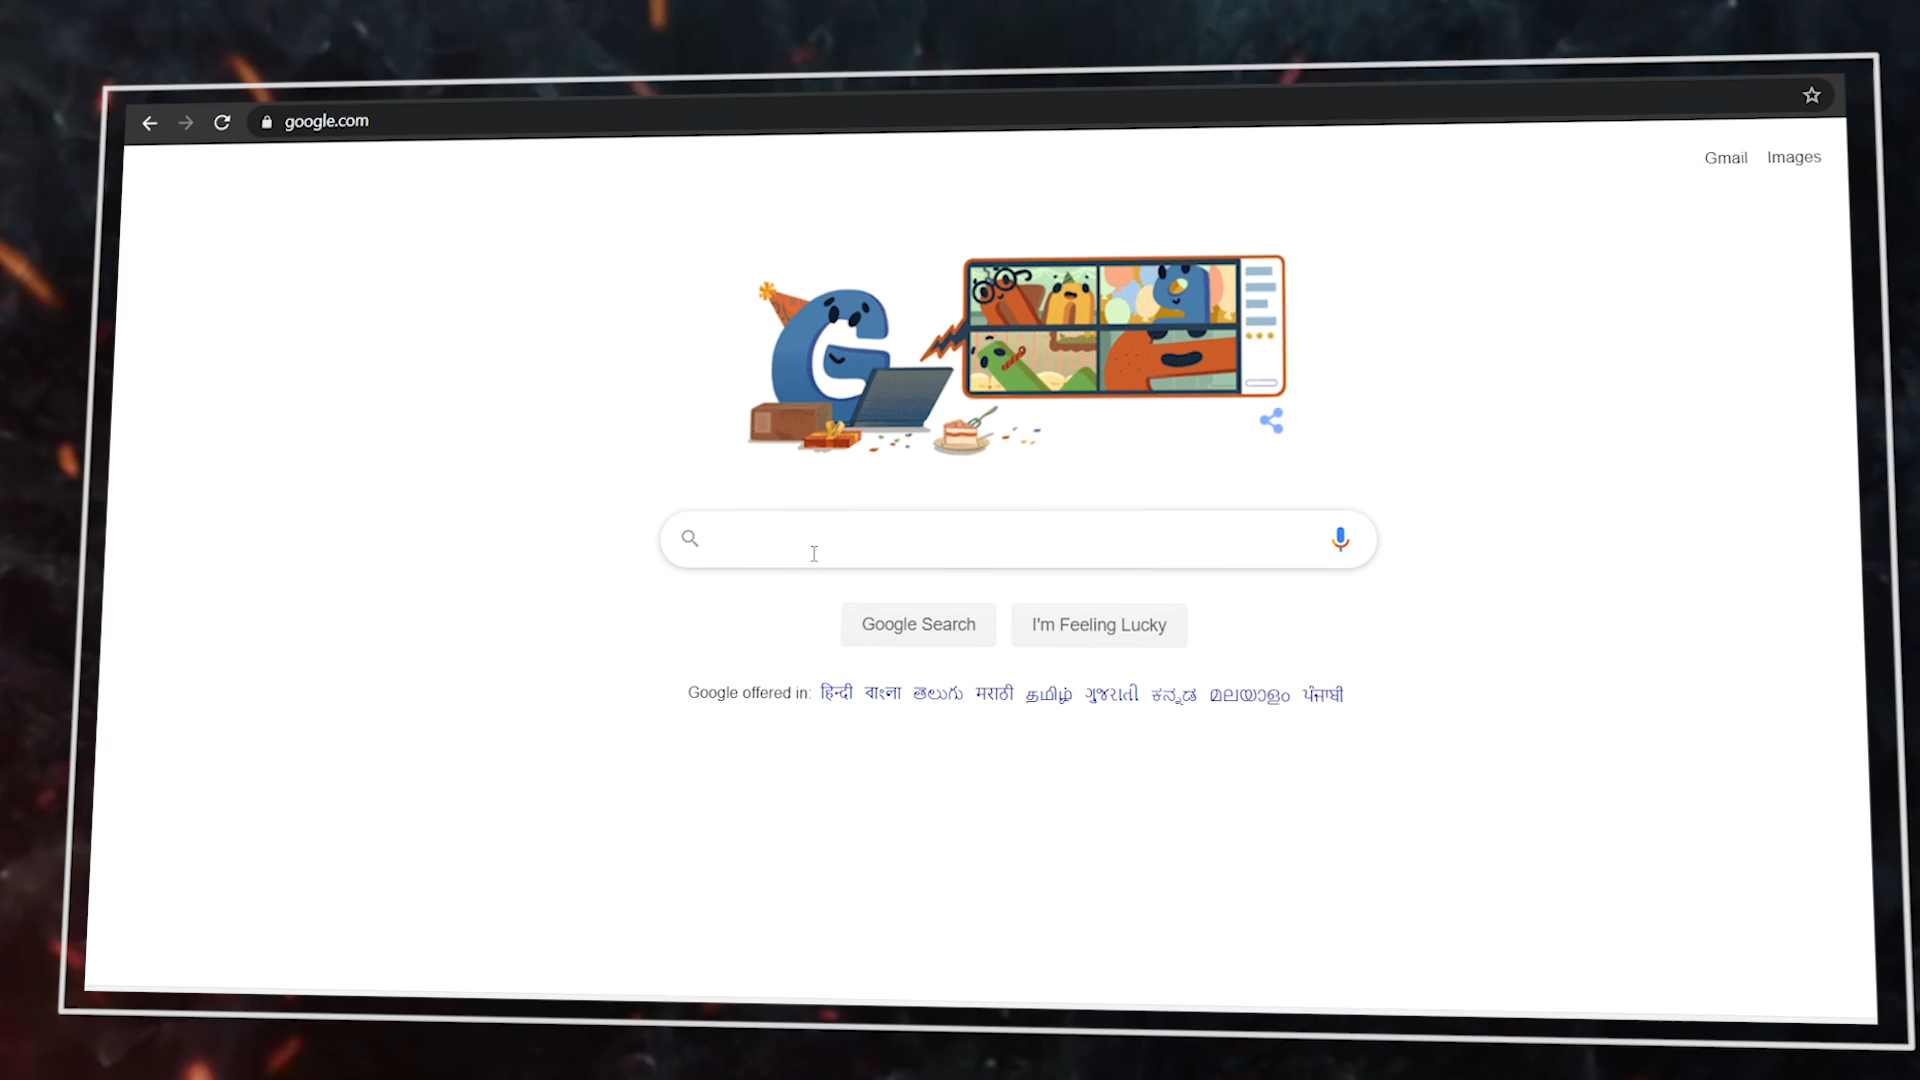 google.com
Gmail Images
Google Search I'm Feeling Lucky
Google offered in: हिन्दी বাংলা తెలుగు मराठी தமிழ் ગુજરાતી ಕನ್ನಡ മലയാളം ਪੰਜਾਬੀ